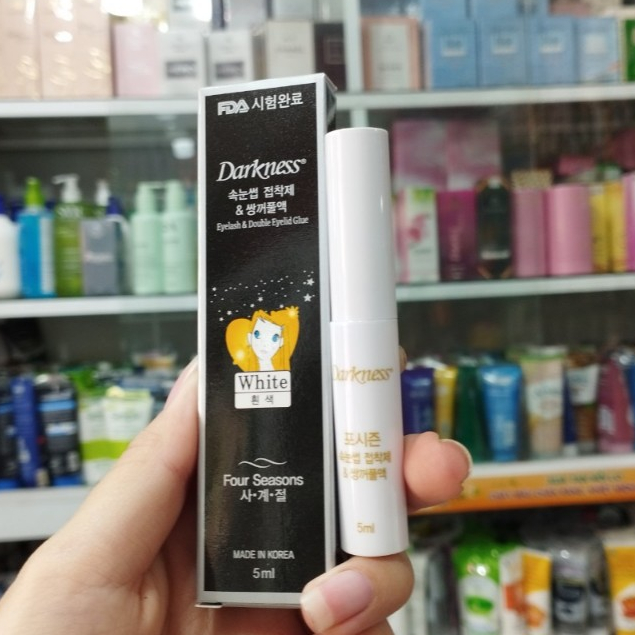 FDA 시험완료
Darkness®
속눈썹 접착제
& 쌍꺼풀액
Eyelash & Double Eyelid Glue
White
흰 색
Four Seasons
사•계•절
MADE IN KOREA
5ml
Darkness®
포시즌
속눈썹 접착제
& 쌍꺼풀액
5ml